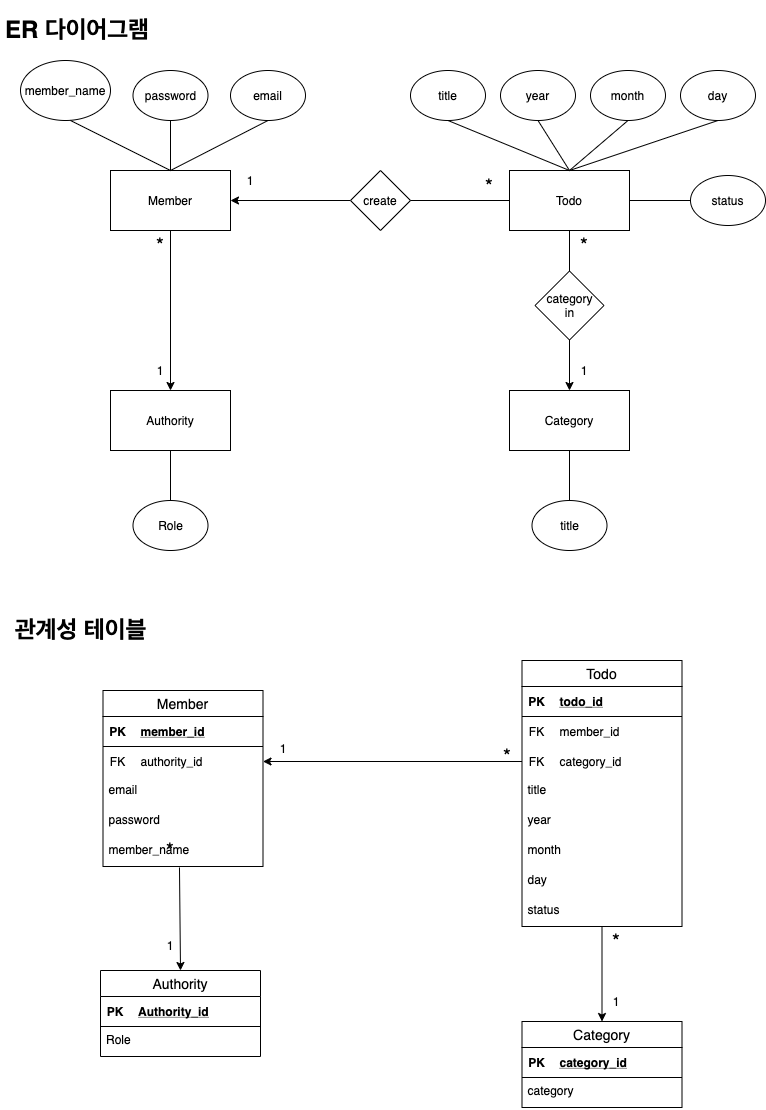 ER 다이어그램
member_name
password
email
title
year
month
day
Member
1
create
*
Todo
status
*
*
category
in
1
1
Authority
Category
Role
title
관계성 테이블
Member
PK member_id
FK authority_id
email
password
member_name
*
1
*
Todo
PK todo_id
FK member_id
FK category_id
title
year
month
day
status
1
*
1
Authority
PK Authority_id
Role
Category
PK category_id
category